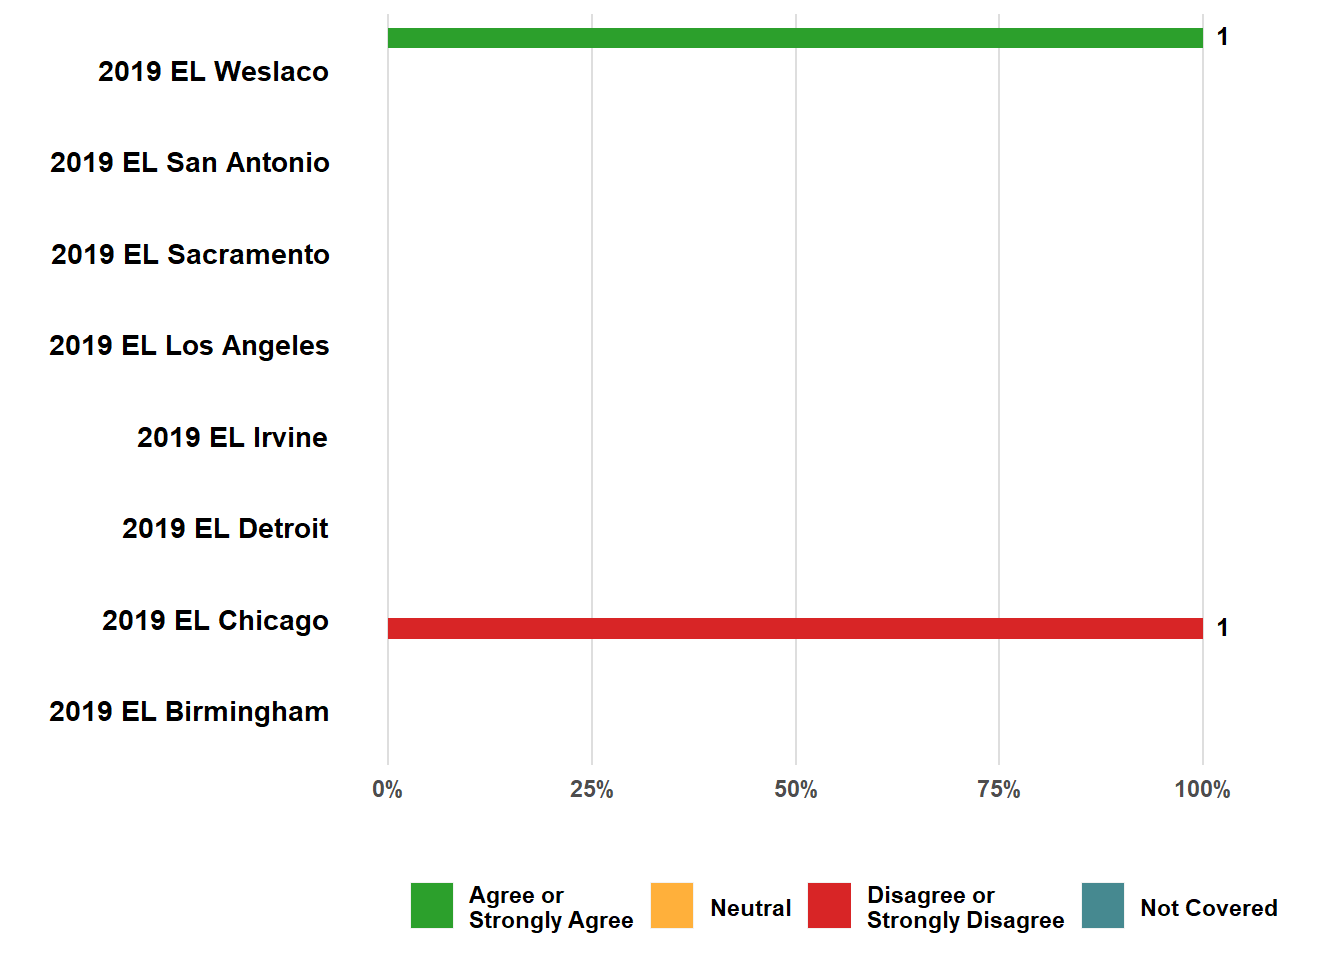 1
2019 EL Weslaco
2019 EL San Antonio
2019 EL Sacramento
2019 EL Los Angeles
2019 EL Irvine
2019 EL Detroit
2019 EL Chicago
1
2019 EL Birmingham
0% 25% 50% 75% 100%
Agree or
Strongly Agree
Neutral
Disagree or
Strongly Disagree
Not Covered